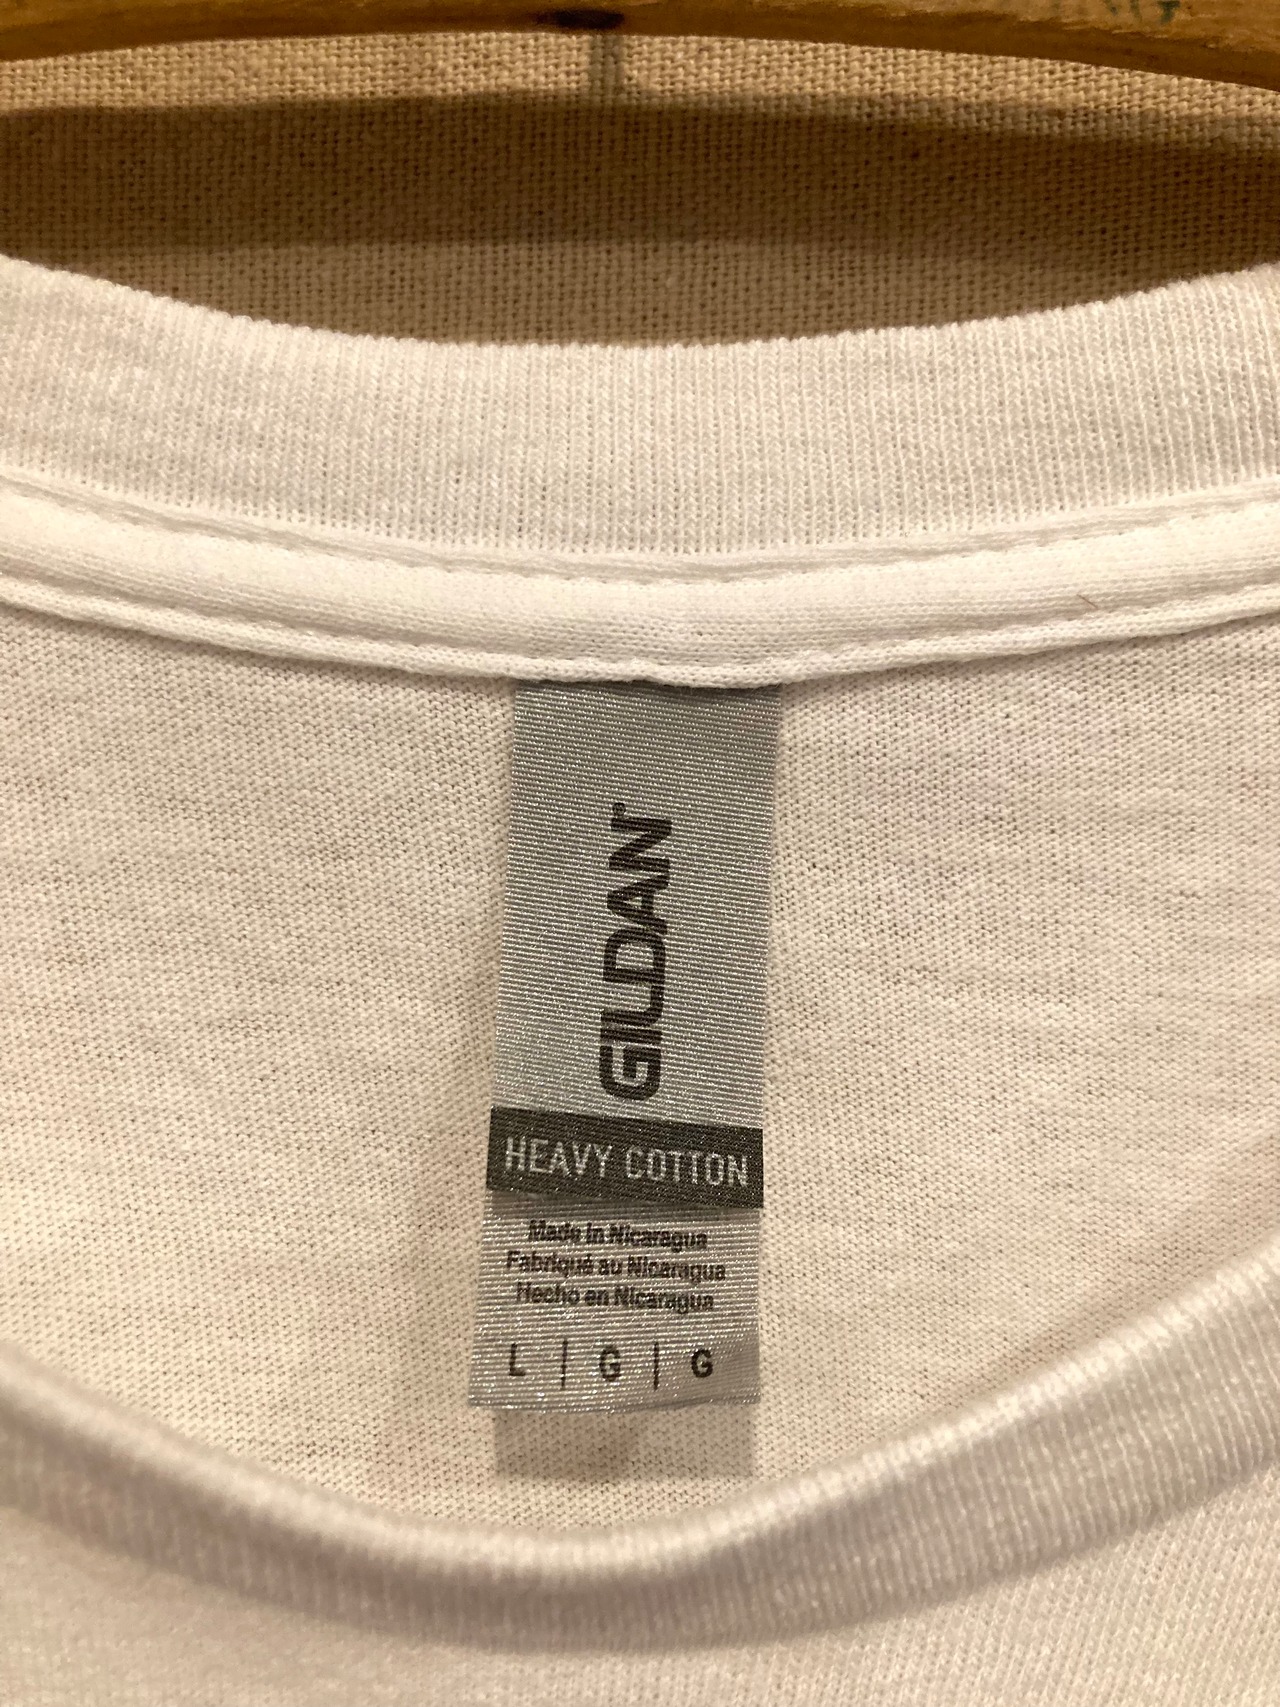 GILDAN
HEAVY COTTON
Made in Nicaragua
Fabriqué au Nicaragua
Hecho en Nicaragua
L | G | G